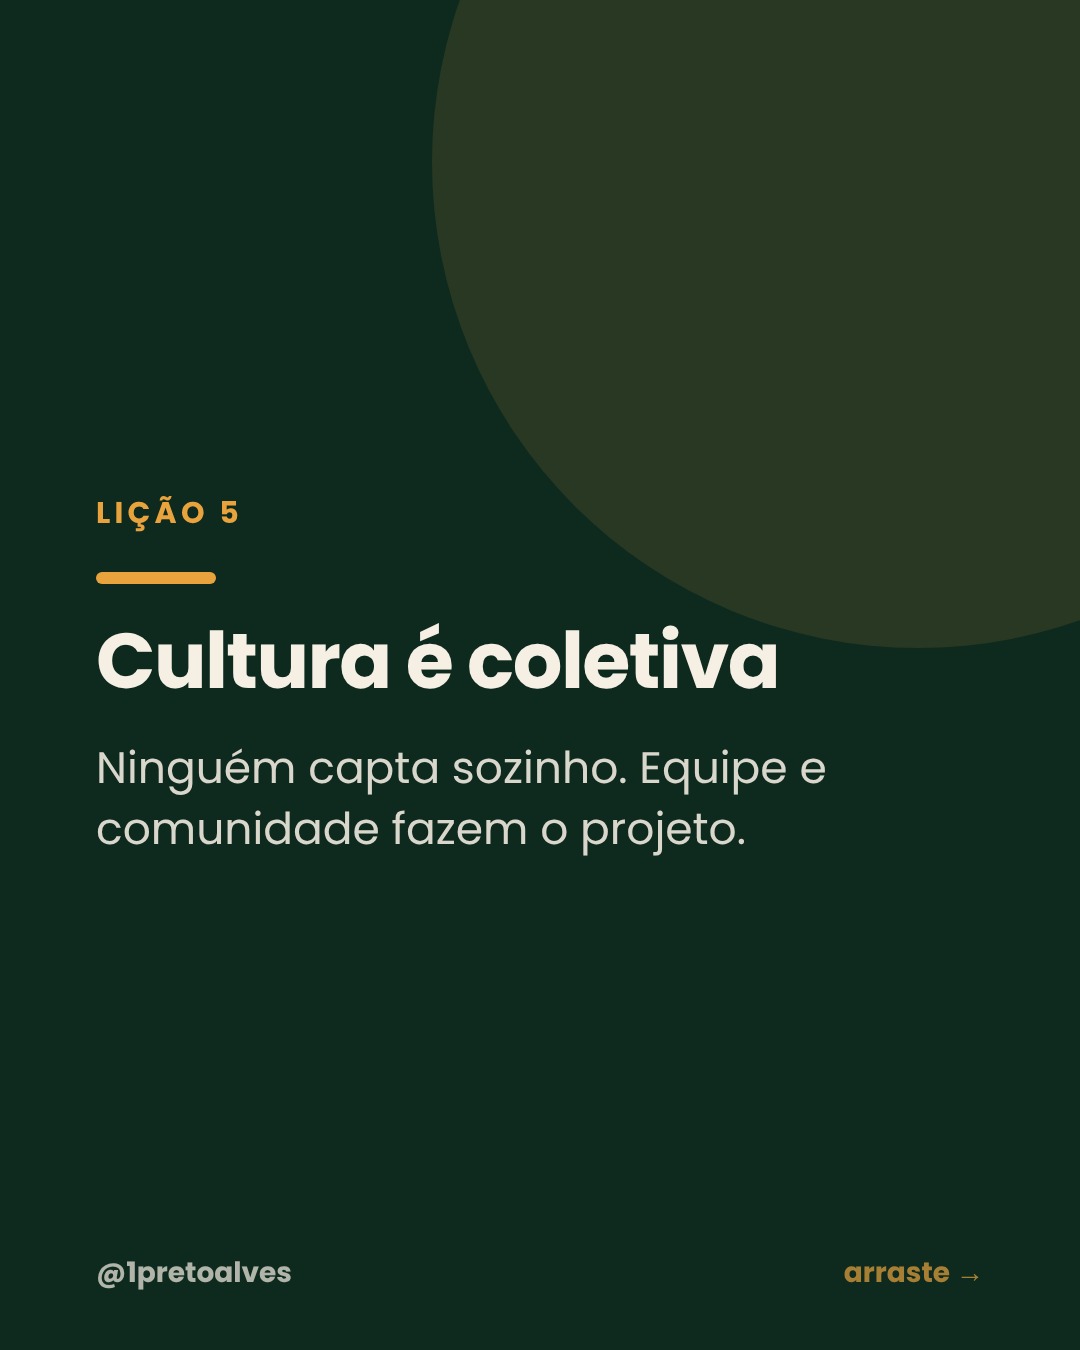 LIÇÃO 5
Cultura é coletiva
Ninguém capta sozinho. Equipe e
comunidade fazem o projeto.
@1pretoalves
arraste →